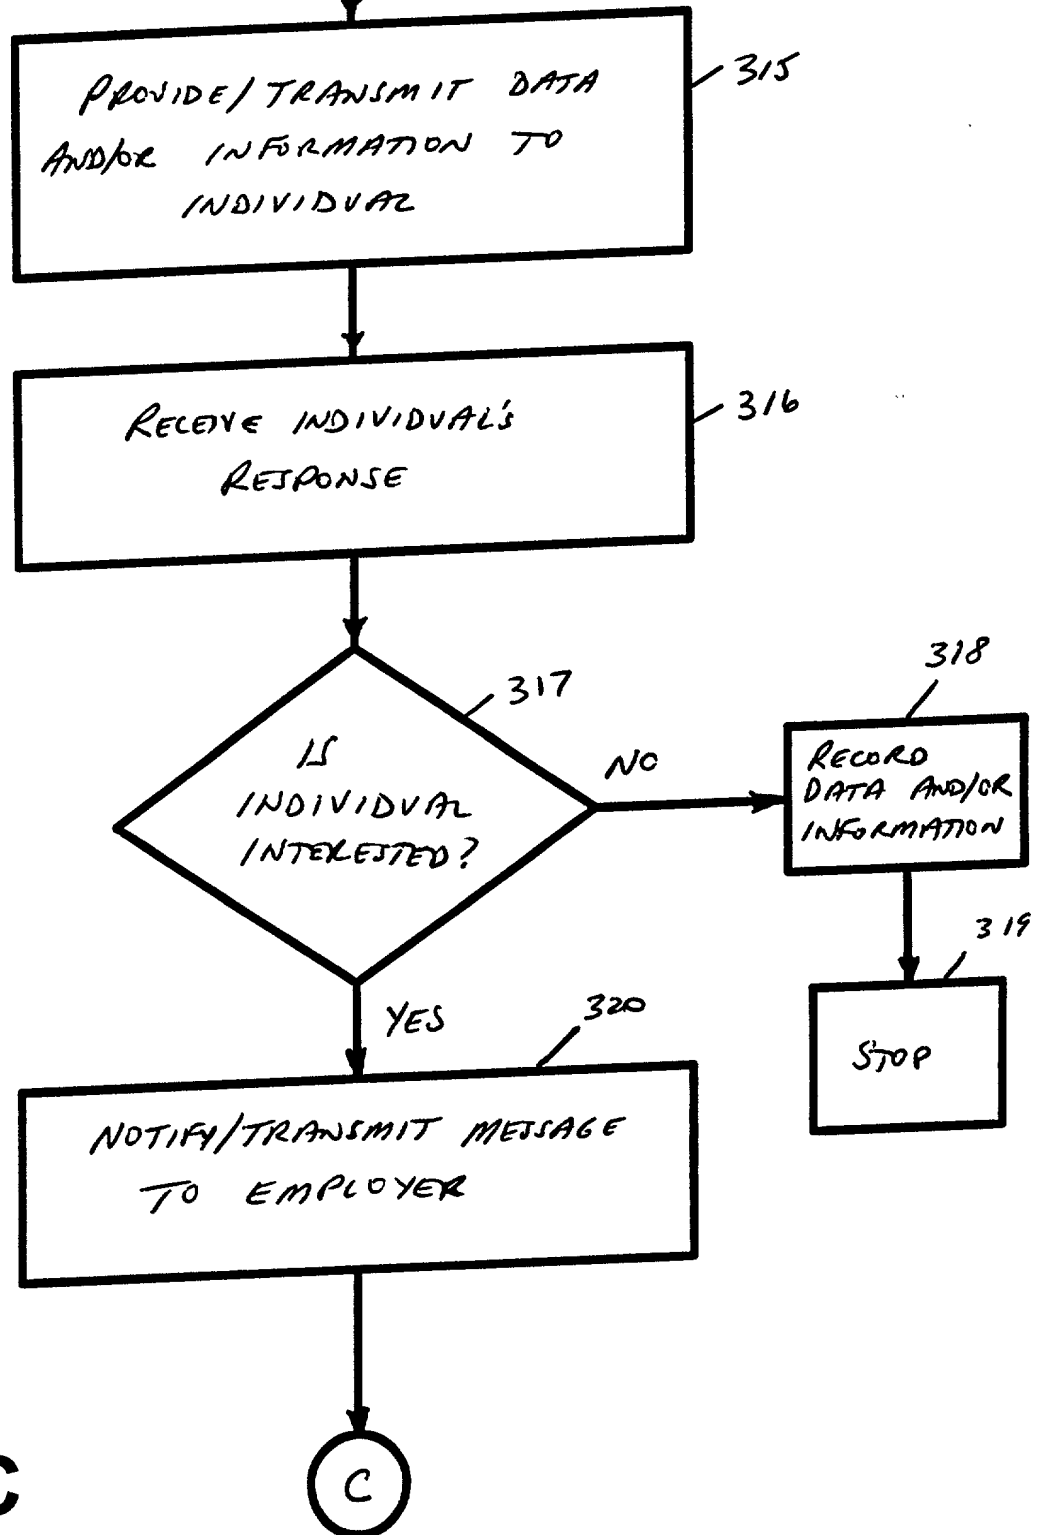 PROVIDE/TRANSMIT DATA
AND/OR INFORMATION TO
INDIVIDUAL
315
RECEIVE INDIVIDUAL'S
RESPONSE
316
317
IS
INDIVIDUAL
INTERESTED?
NO
318
RECORD
DATA AND/OR
INFORMATION
319
STOP
YES
320
NOTIFY/TRANSMIT MESSAGE
TO EMPLOYER
C
C